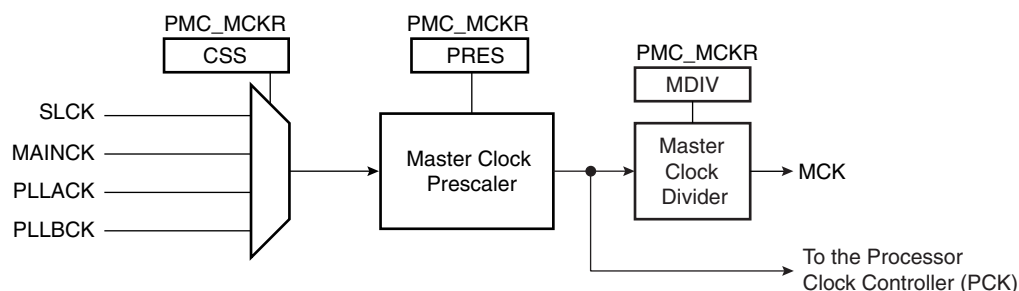 PMC_MCKR
CSS
PMC_MCKR
PRES
PMC_MCKR
MDIV
SLCK
MAINCK
PLLACK
PLLBCK
Master Clock
Prescaler
Master
Clock
Divider
MCK
To the Processor
Clock Controller (PCK)